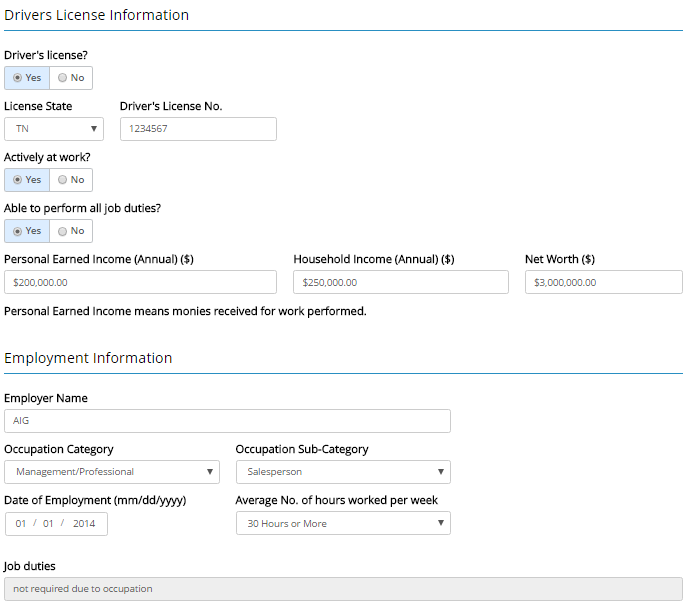 Drivers License Information
Driver's license?
Yes No
License State Driver's License No.
TN 1234567
Actively at work?
Yes No
Able to perform all job duties?
Yes No
Personal Earned Income (Annual) ($) Household Income (Annual) ($) Net Worth ($)
$200,000.00 $250,000.00 $3,000,000.00
Personal Earned Income means monies received for work performed.
Employment Information
Employer Name
AIG
Occupation Category Occupation Sub-Category
Management/Professional Salesperson
Date of Employment (mm/dd/yyyy) Average No. of hours worked per week
01 / 01 / 2014 30 Hours or More
Job duties
not required due to occupation